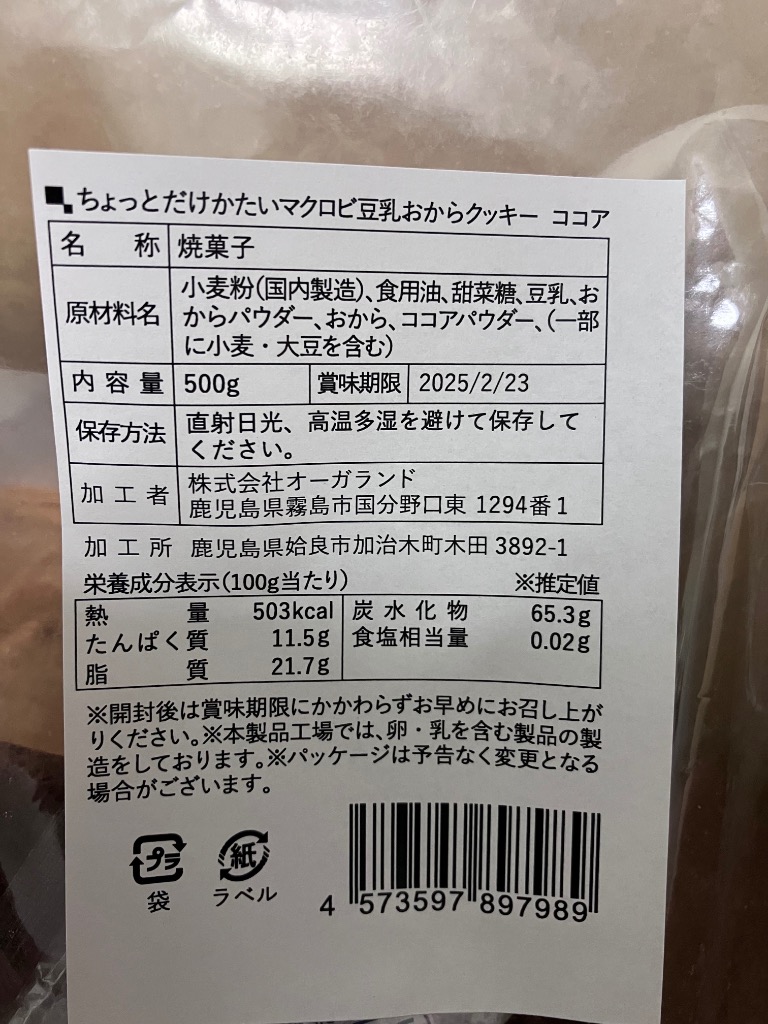 ちょっとだけかたいマクロビ豆乳おからクッキー ココア
名 称 焼菓子
原材料名 小麦粉(国内製造)、食用油、甜菜糖、豆乳、お
からパウダー、おから、ココアパウダー、(一部
に小麦・大豆を含む)
内容量 500g 賞味期限 2025/2/23
保存方法 直射日光、高温多湿を避けて保存して
ください。
加工者 株式会社オーガランド
鹿児島県霧島市国分野口東 1294番1
加工所 鹿児島県姶良市加治木町木田 3892-1
栄養成分表示(100g当たり) ※推定値
熱 量 503kcal 炭水化物 65.3g
たんぱく質 11.5g 食塩相当量 0.02g
脂 質 21.7g
※開封後は賞味期限にかかわらずお早めにお召し上が
りください。※本製品工場では、卵・乳を含む製品の製
造をしております。※パッケージは予告なく変更となる
場合がございます。
プラ 紙
袋 ラベル
4 573597 897989